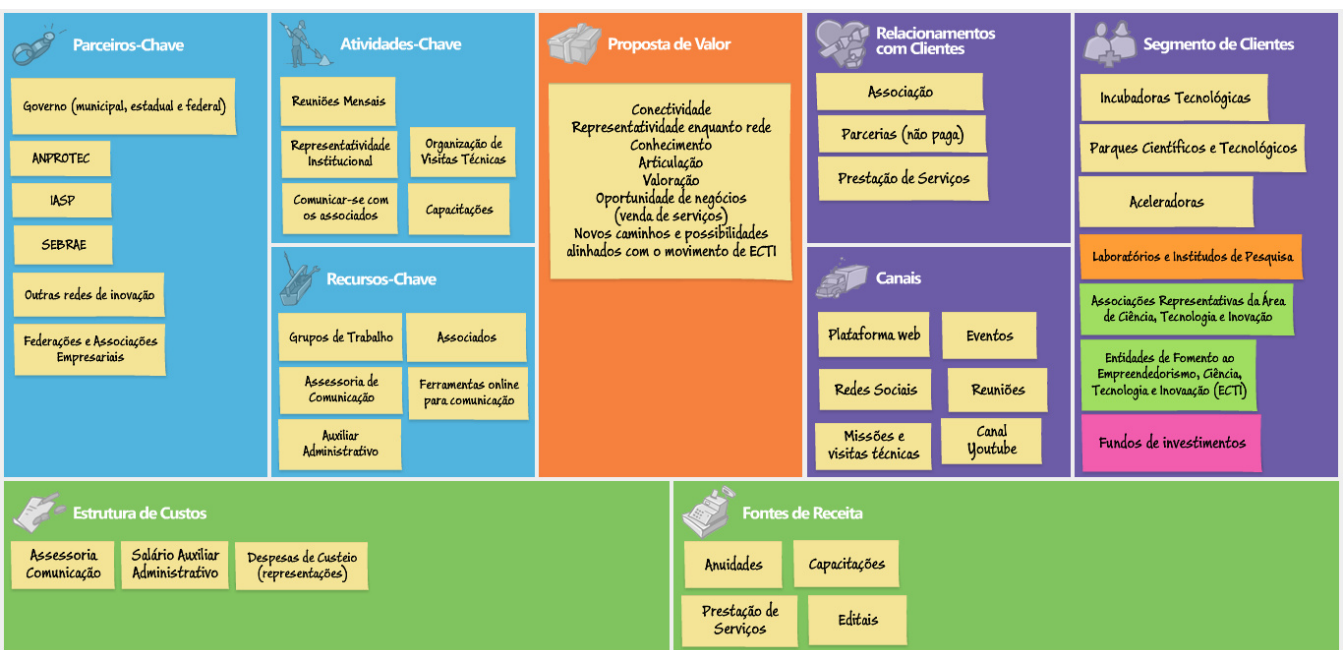 Parceiros-Chave
Governo (municipal, estadual e federal)
ANPROTEC
IASP
SEBRAE
Outras redes de inovação
Federações e Associações
Empresariais
Atividades-Chave
Reuniões Mensais
Representatividade
Institucional
Organização de
Visitas Técnicas
Comunicar-se com
os associados
Capacitações
Recursos-Chave
Grupos de Trabalho
Associados
Assessoria de
Comunicação
Ferramentas online
para comunicação
Auxiliar
Administrativo
Proposta de Valor
Conectividade
Representatividade enquanto rede
Conhecimento
Articulação
Valoração
Oportunidade de negócios
(venda de serviços)
Novos caminhos e possibilidades
alinhados com o movimento de ECTI
Relacionamentos
com Clientes
Associação
Parcerias (não paga)
Prestação de Serviços
Canais
Plataforma web
Eventos
Redes Sociais
Reuniões
Missões e
visitas técnicas
Canal
Youtube
Segmento de Clientes
Incubadoras Tecnológicas
Parques Científicos e Tecnológicos
Aceleradoras
Laboratórios e Institudos de Pesquisa
Associações Representativas da Área
de Ciência, Tecnologia e Inovação
Entidades de Fomento ao
Empreendedorismo, Ciência,
Tecnologia e Inovaação (ECTI)
Fundos de investimentos
Estrutura de Custos
Assessoria
Comunicação
Salário Auxiliar
Administrativo
Despesas de Custeio
(representações)
Fontes de Receita
Anuidades
Capacitações
Prestação de
Serviços
Editais